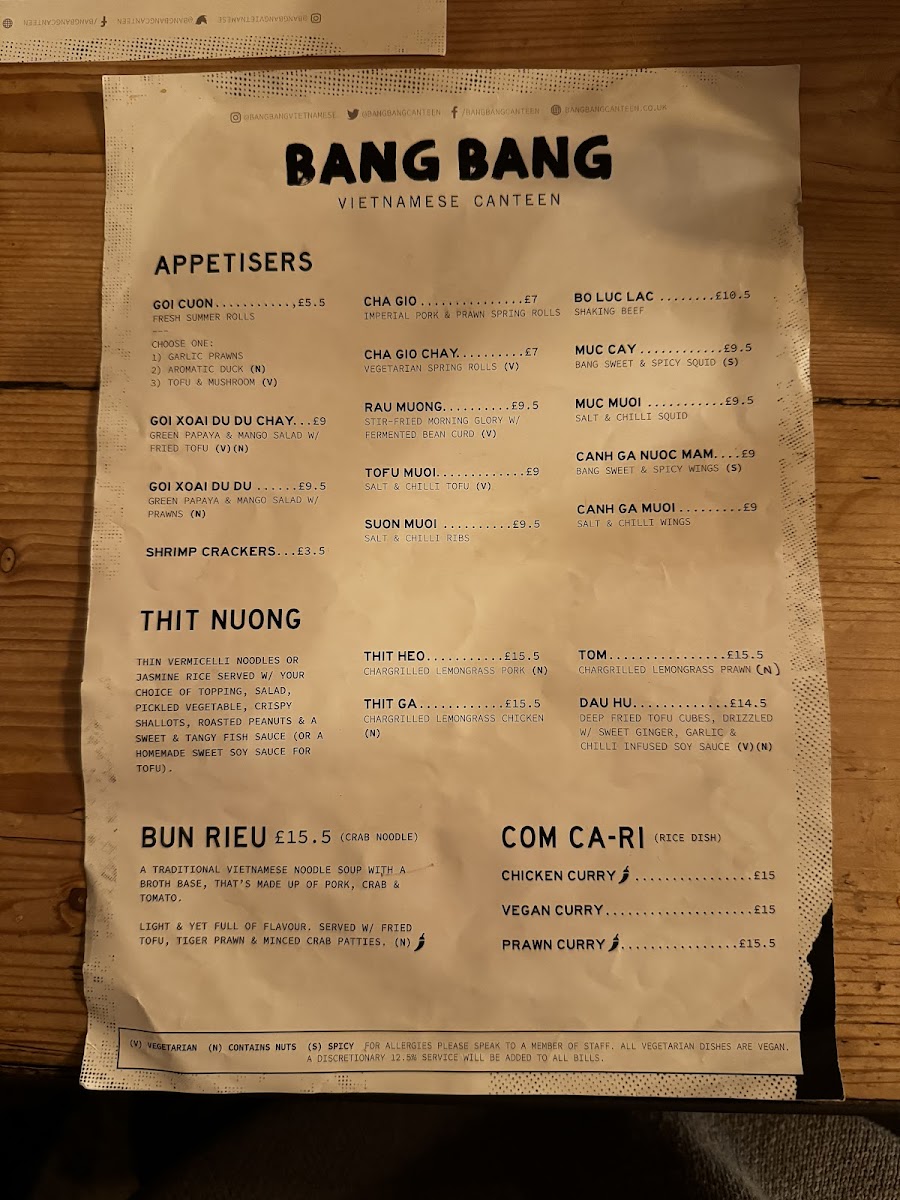 @BANGBANGVIETNAMESE @BANGBANGCANTEEN /BANGBANGCANTEEN
@BANGBANGVIETNAMESE @BANGBANGCANTEEN /BANGBANGCANTEEN BANGBANGCANTEEN.CO.UK
BANG BANG
VIETNAMESE CANTEEN
APPETISERS
GOI CUON...........,£5.5
FRESH SUMMER ROLLS
---
CHOOSE ONE:
1) GARLIC PRAWNS
2) AROMATIC DUCK (N)
3) TOFU & MUSHROOM (V)
GOI XOAI DU DU CHAY...£9
GREEN PAPAYA & MANGO SALAD W/
FRIED TOFU (V)(N)
GOI XOAI DU DU ......£9.5
GREEN PAPAYA & MANGO SALAD W/
PRAWNS (N)
SHRIMP CRACKERS...£3.5
CHA GIO ...............£7
IMPERIAL PORK & PRAWN SPRING ROLLS
CHA GIO CHAY..........£7
VEGETARIAN SPRING ROLLS (V)
RAU MUONG..........£9.5
STIR-FRIED MORNING GLORY W/
FERMENTED BEAN CURD (V)
TOFU MUOI.............£9
SALT & CHILLI TOFU (V)
SUON MUOI ..........£9.5
SALT & CHILLI RIBS
BO LUC LAC ........£10.5
SHAKING BEEF
MUC CAY ............£9.5
BANG SWEET & SPICY SQUID (S)
MUC MUOI ...........£9.5
SALT & CHILLI SQUID
CANH GA NUOC MAM....£9
BANG SWEET & SPICY WINGS (S)
CANH GA MUOI .........£9
SALT & CHILLI WINGS
THIT NUONG
THIN VERMICELLI NOODLES OR
JASMINE RICE SERVED W/ YOUR
CHOICE OF TOPPING, SALAD,
PICKLED VEGETABLE, CRISPY
SHALLOTS, ROASTED PEANUTS & A
SWEET & TANGY FISH SAUCE (OR A
HOMEMADE SWEET SOY SAUCE FOR
TOFU).
THIT HEO...........£15.5
CHARGRILLED LEMONGRASS PORK (N)
THIT GA............£15.5
CHARGRILLED LEMONGRASS CHICKEN
(N)
TOM.................£15.5
CHARGRILLED LEMONGRASS PRAWN (N)
DAU HU..............£14.5
DEEP FRIED TOFU CUBES, DRIZZLED
W/ SWEET GINGER, GARLIC &
CHILLI INFUSED SOY SAUCE (V)(N)
BUN RIEU £15.5 (CRAB NOODLE)
A TRADITIONAL VIETNAMESE NOODLE SOUP WITH A
BROTH BASE, THAT'S MADE UP OF PORK, CRAB &
TOMATO.
LIGHT & YET FULL OF FLAVOUR. SERVED W/ FRIED
TOFU, TIGER PRAWN & MINCED CRAB PATTIES. (N)
COM CA-RI (RICE DISH)
CHICKEN CURRY ..................£15
VEGAN CURRY.....................£15
PRAWN CURRY .................£15.5
(V) VEGETARIAN (N) CONTAINS NUTS (S) SPICY FOR ALLERGIES PLEASE SPEAK TO A MEMBER OF STAFF. ALL VEGETARIAN DISHES ARE VEGAN.
A DISCRETIONARY 12.5% SERVICE WILL BE ADDED TO ALL BILLS.